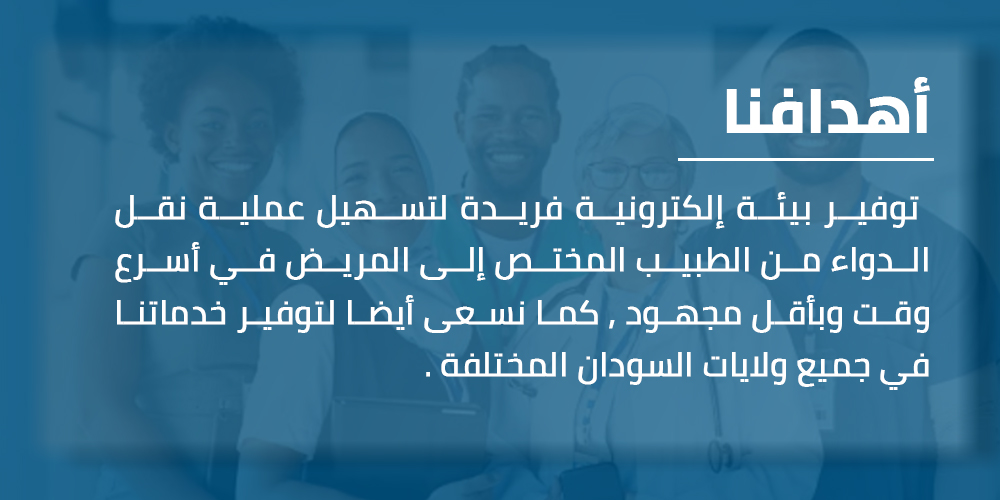 أهدافنا
توفير بيئة إلكترونية فريدة لتسهيل عملية نقل
الدواء من الطبيب المختص إلى المريض في أسرع
وقت وبأقل مجهود , كما نسعى أيضا لتوفير خدماتنا
في جميع ولايات السودان المختلفة .